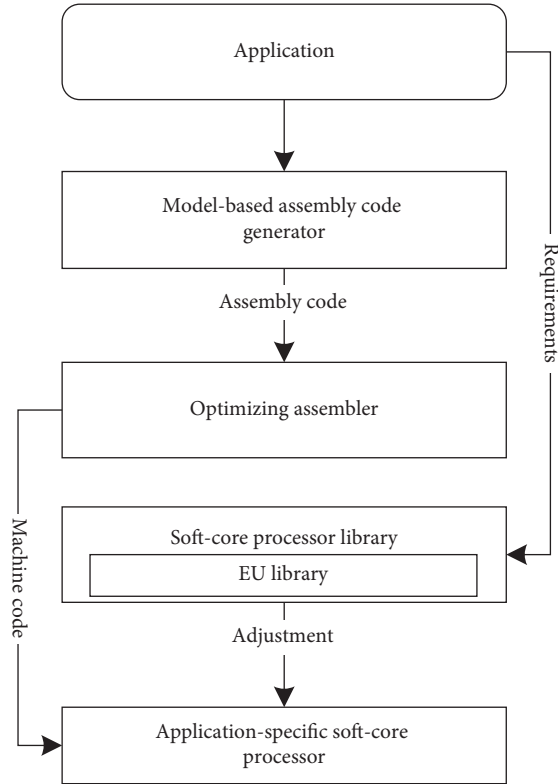 Application
Model-based assembly code
generator
Requirements
Assembly code
Optimizing assembler
Machine code
Soft-core processor library
EU library
Adjustment
Application-specific soft-core
processor